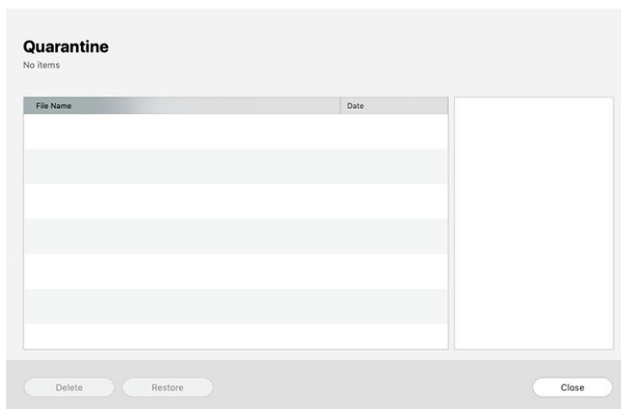 Quarantine
No items
File Name Date
Delete Restore Close